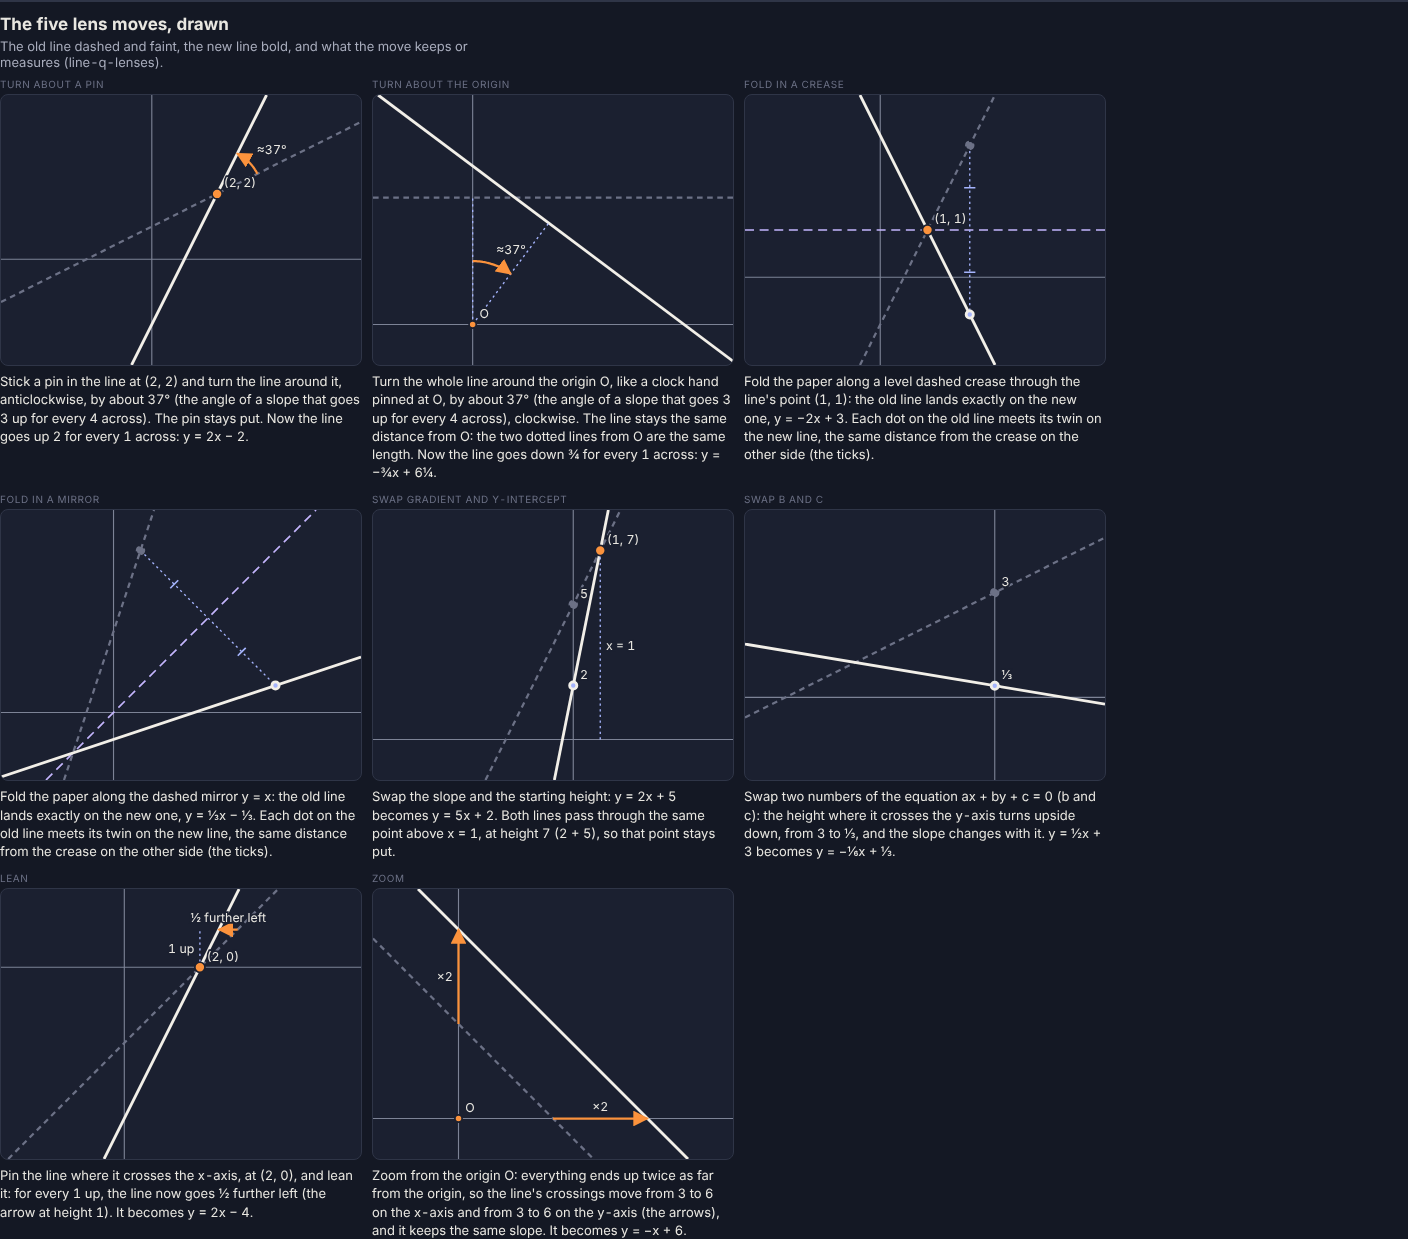 The five lens moves, drawn
The old line dashed and faint, the new line bold, and what the move keeps or
measures (line-q-lenses).
TURN ABOUT A PIN
≈37°
(2, 2)
Stick a pin in the line at (2, 2) and turn the line around it,
anticlockwise, by about 37° (the angle of a slope that goes
3 up for every 4 across). The pin stays put. Now the line
goes up 2 for every 1 across: y = 2x − 2.
TURN ABOUT THE ORIGIN
≈37°
O
Turn the whole line around the origin O, like a clock hand
pinned at O, by about 37° (the angle of a slope that goes 3
up for every 4 across), clockwise. The line stays the same
distance from O: the two dotted lines from O are the same
length. Now the line goes down ¾ for every 1 across: y =
−¾x + 6¼.
FOLD IN A CREASE
(1, 1)
Fold the paper along a level dashed crease through the
line's point (1, 1): the old line lands exactly on the new
one, y = −2x + 3. Each dot on the old line meets its twin on
the new line, the same distance from the crease on the
other side (the ticks).
FOLD IN A MIRROR
Fold the paper along the dashed mirror y = x: the old line
lands exactly on the new one, y = ⅓x − ⅓. Each dot on the
old line meets its twin on the new line, the same distance
from the crease on the other side (the ticks).
SWAP GRADIENT AND Y-INTERCEPT
(1, 7)
5
x = 1
2
Swap the slope and the starting height: y = 2x + 5
becomes y = 5x + 2. Both lines pass through the same
point above x = 1, at height 7 (2 + 5), so that point stays
put.
SWAP B AND C
3
⅓
Swap two numbers of the equation ax + by + c = 0 (b and
c): the height where it crosses the y-axis turns upside
down, from 3 to ⅓, and the slope changes with it. y = ½x +
3 becomes y = −⅙x + ⅓.
LEAN
½ further left
1 up
(2, 0)
Pin the line where it crosses the x-axis, at (2, 0), and lean
it: for every 1 up, the line now goes ½ further left (the
arrow at height 1). It becomes y = 2x − 4.
ZOOM
×2
O
×2
Zoom from the origin O: everything ends up twice as far
from the origin, so the line's crossings move from 3 to 6
on the x-axis and from 3 to 6 on the y-axis (the arrows),
and it keeps the same slope. It becomes y = −x + 6.